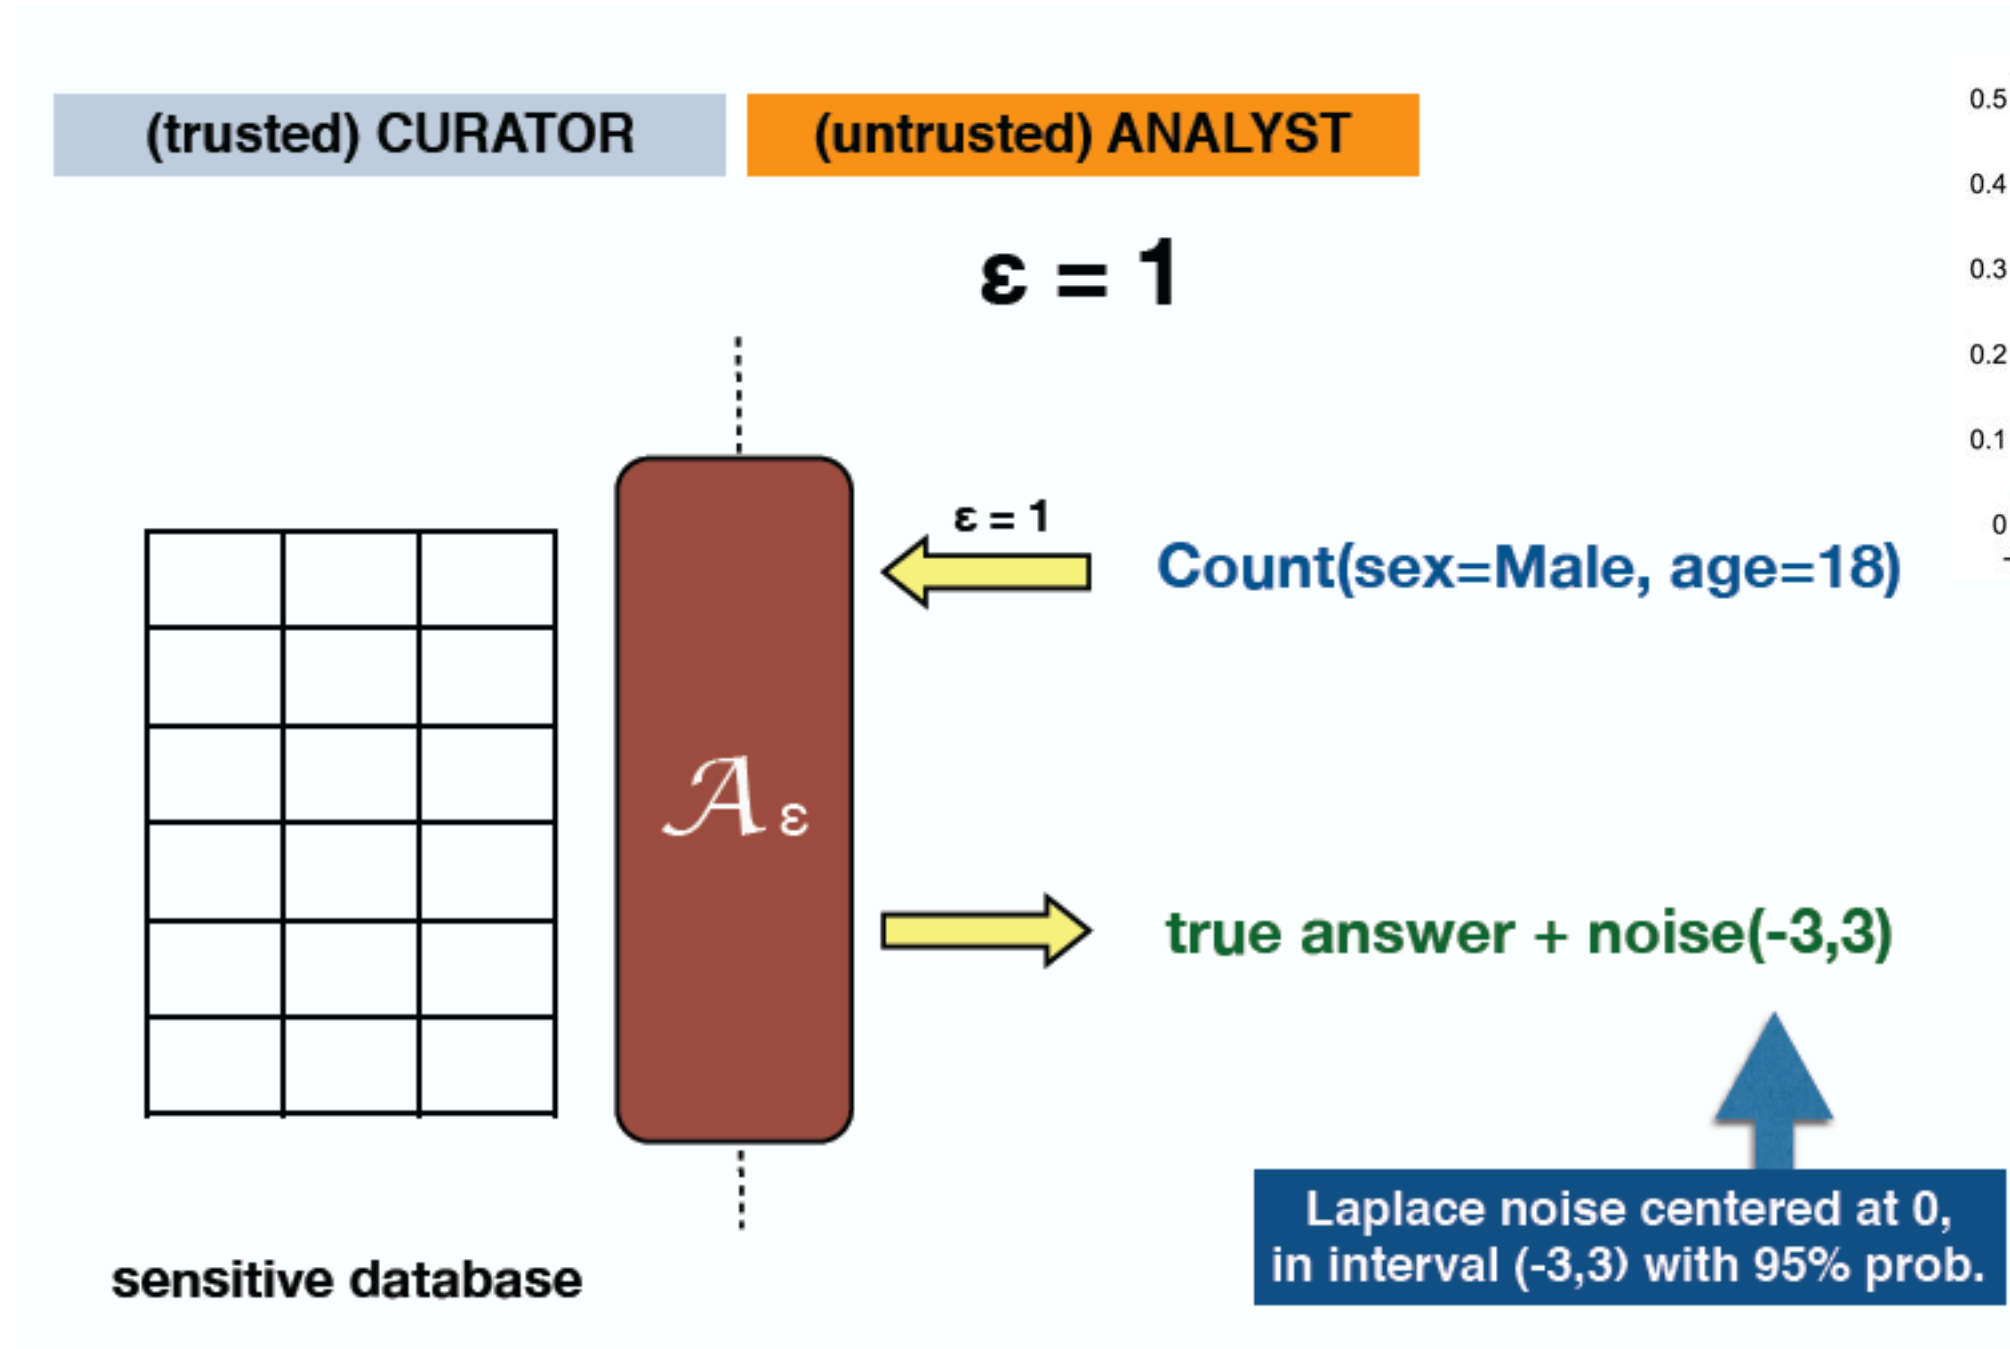 (trusted) CURATOR
(untrusted) ANALYST
ε = 1
0.5
0.4
0.3
0.2
0.1
0
-
ε = 1
Count(sex=Male, age=18)
𝒜 ε
true answer + noise(-3,3)
Laplace noise centered at 0,
in interval (-3,3) with 95% prob.
sensitive database